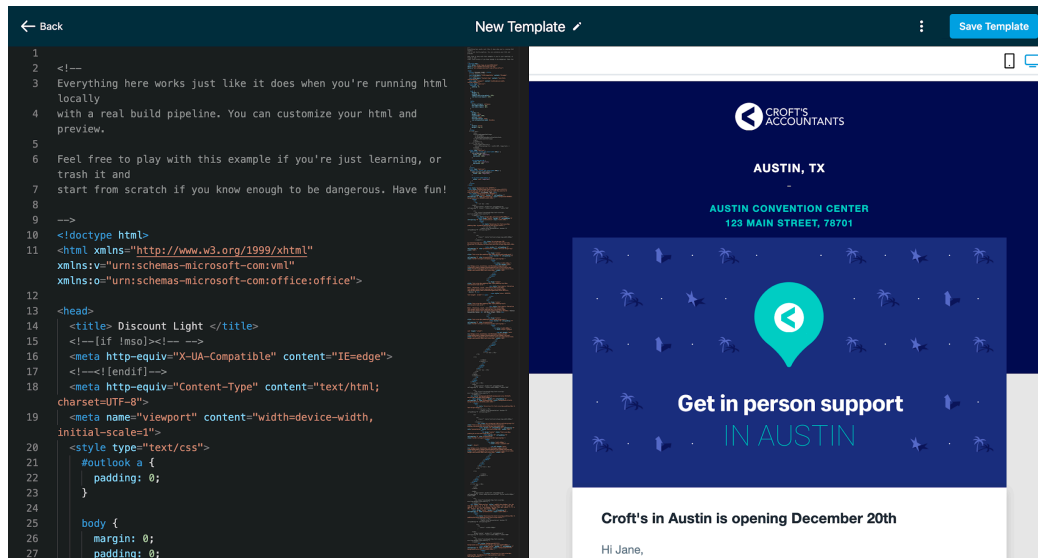 Back
New Template
Save Template
1
2 <!--
3 Everything here works just like it does when you're running html
locally
4 with a real build pipeline. You can customize your html and
preview.
5
6 Feel free to play with this example if you're just learning, or
trash it and
7 start from scratch if you know enough to be dangerous. Have fun!
8
9 -->
10 <!doctype html>
11 <html xmlns="http://www.w3.org/1999/xhtml"
xmlns:v="urn:schemas-microsoft-com:vml"
xmlns:o="urn:schemas-microsoft-com:office:office">
12
13 <head>
14 <title> Discount Light </title>
15 <!--[if !mso]><!-- -->
16 <meta http-equiv="X-UA-Compatible" content="IE=edge">
17 <!--<![endif]-->
18 <meta http-equiv="Content-Type" content="text/html;
charset=UTF-8">
19 <meta name="viewport" content="width=device-width,
initial-scale=1">
20 <style type="text/css">
21 #outlook a {
22 padding: 0;
23 }
24
25 body {
26 margin: 0;
27 padding: 0;
CROFT'S
ACCOUNTANTS
AUSTIN, TX
–
AUSTIN CONVENTION CENTER
123 MAIN STREET, 78701
Get in person support
IN AUSTIN
Croft's in Austin is opening December 20th
Hi Jane,